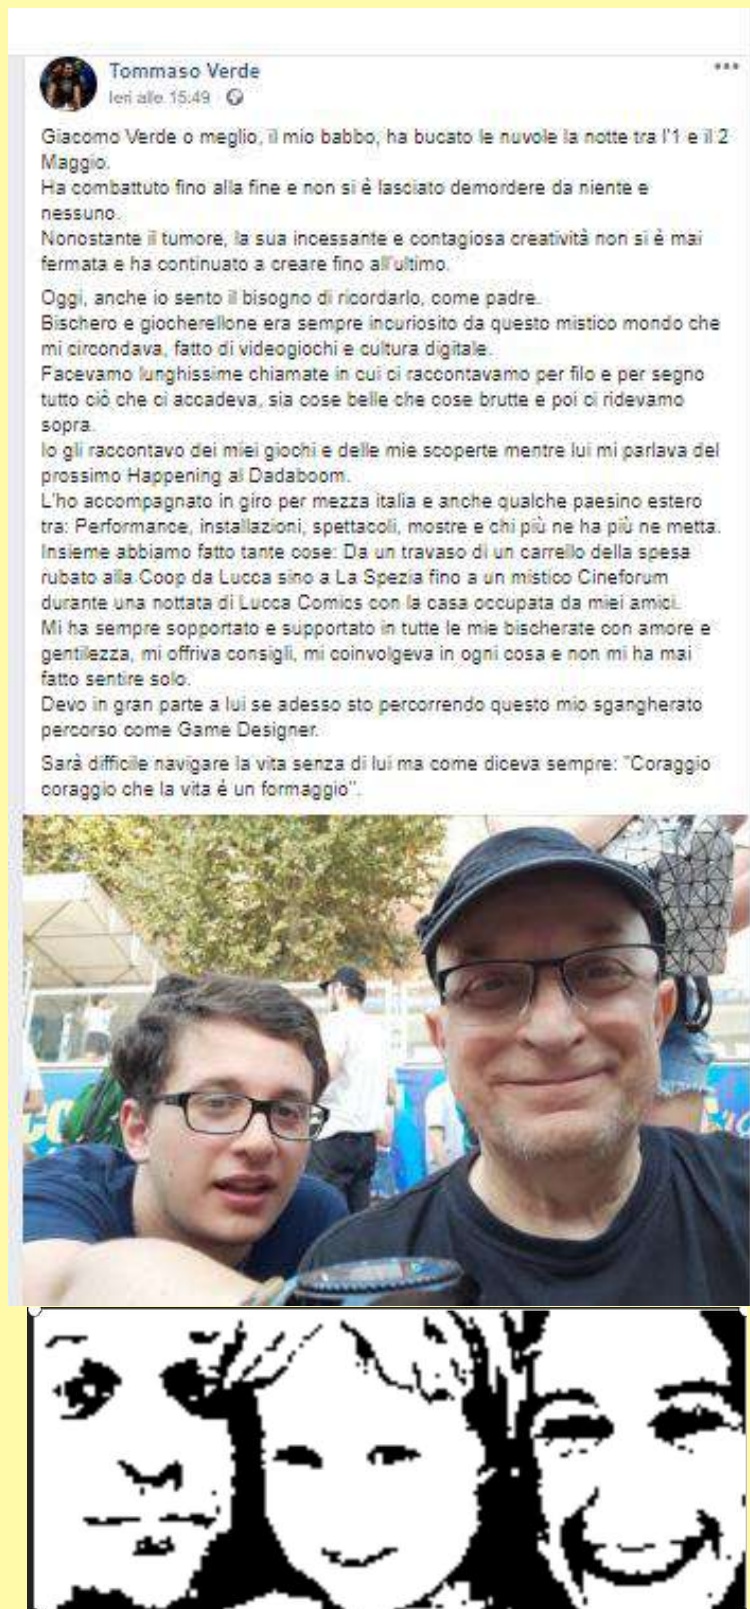 Tommaso Verde
Ieri alle 15:49
Giacomo Verde o meglio, il mio babbo, ha bucato le nuvole la notte tra l'1 e il 2
Maggio.
Ha combattuto fino alla fine e non si è lasciato demordere da niente e
nessuno.
Nonostante il tumore, la sua incessante e contagiosa creatività non si è mai
fermata e ha continuato a creare fino all'ultimo.
Oggi, anche io sento il bisogno di ricordarlo, come padre.
Bischero e giocherellone era sempre incuriosito da questo mistico mondo che
mi circondava, fatto di videogiochi e cultura digitale.
Facevamo lunghissime chiamate in cui ci raccontavamo per filo e per segno
tutto ciò che ci accadeva, sia cose belle che cose brutte e poi ci ridevamo
sopra.
Io gli raccontavo dei miei giochi e delle mie scoperte mentre lui mi parlava del
prossimo Happening al Dadaboom.
L'ho accompagnato in giro per mezza italia e anche qualche paesino estero
tra: Performance, installazioni, spettacoli, mostre e chi più ne ha più ne metta.
Insieme abbiamo fatto tante cose: Da un travaso di un carrello della spesa
rubato alla Coop da Lucca sino a La Spezia fino a un mistico Cineforum
durante una nottata di Lucca Comics con la casa occupata da miei amici.
Mi ha sempre sopportato e supportato in tutte le mie bischerate con amore e
gentilezza, mi offriva consigli, mi coinvolgeva in ogni cosa e non mi ha mai
fatto sentire solo.
Devo in gran parte a lui se adesso sto percorrendo questo mio sgangherato
percorso come Game Designer.
Sarà difficile navigare la vita senza di lui ma come diceva sempre: "Coraggio
coraggio che la vita é un formaggio".